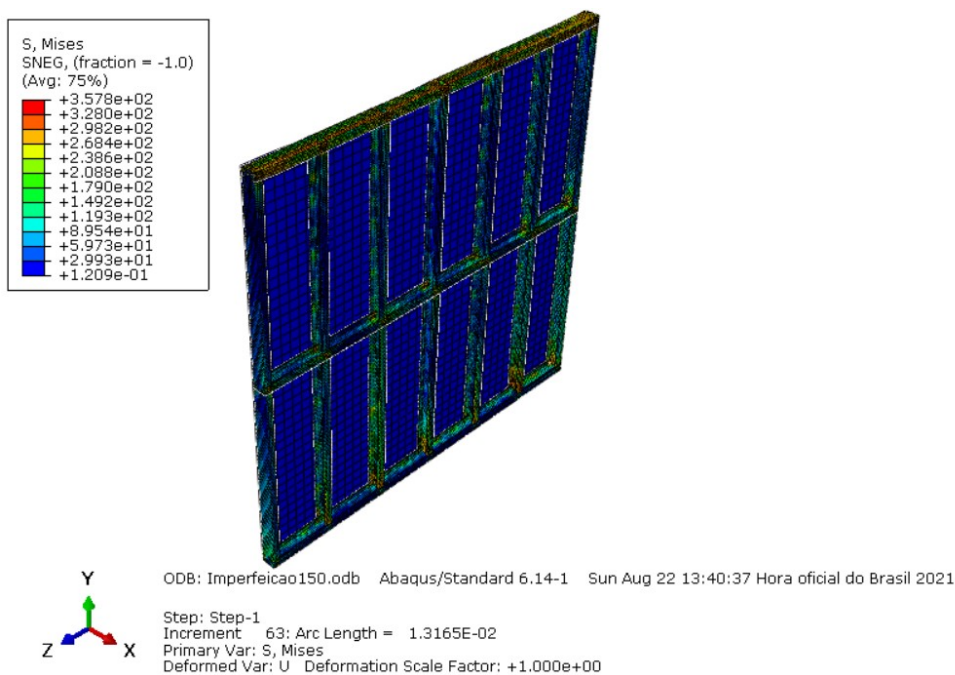 S, Mises
SNEG, (fraction = -1.0)
(Avg: 75%)
+3.578e+02
+3.280e+02
+2.982e+02
+2.684e+02
+2.386e+02
+2.088e+02
+1.790e+02
+1.492e+02
+1.193e+02
+8.954e+01
+5.973e+01
+2.993e+01
+1.209e-01
Y
Z
X
ODB: Imperfeicao150.odb Abaqus/Standard 6.14-1 Sun Aug 22 13:40:37 Hora oficial do Brasil 2021
Step: Step-1
Increment 63: Arc Length = 1.3165E-02
Primary Var: S, Mises
Deformed Var: U Deformation Scale Factor: +1.000e+00